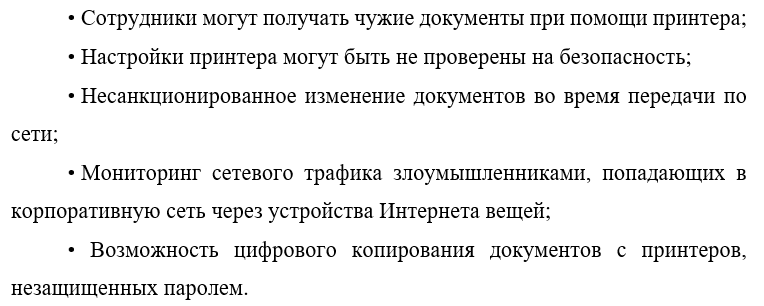 • Сотрудники могут получать чужие документы при помощи принтера;
• Настройки принтера могут быть не проверены на безопасность;
• Несанкционированное изменение документов во время передачи по
сети;
• Мониторинг сетевого трафика злоумышленниками, попадающих в
корпоративную сеть через устройства Интернета вещей;
• Возможность цифрового копирования документов с принтеров,
незащищенных паролем.